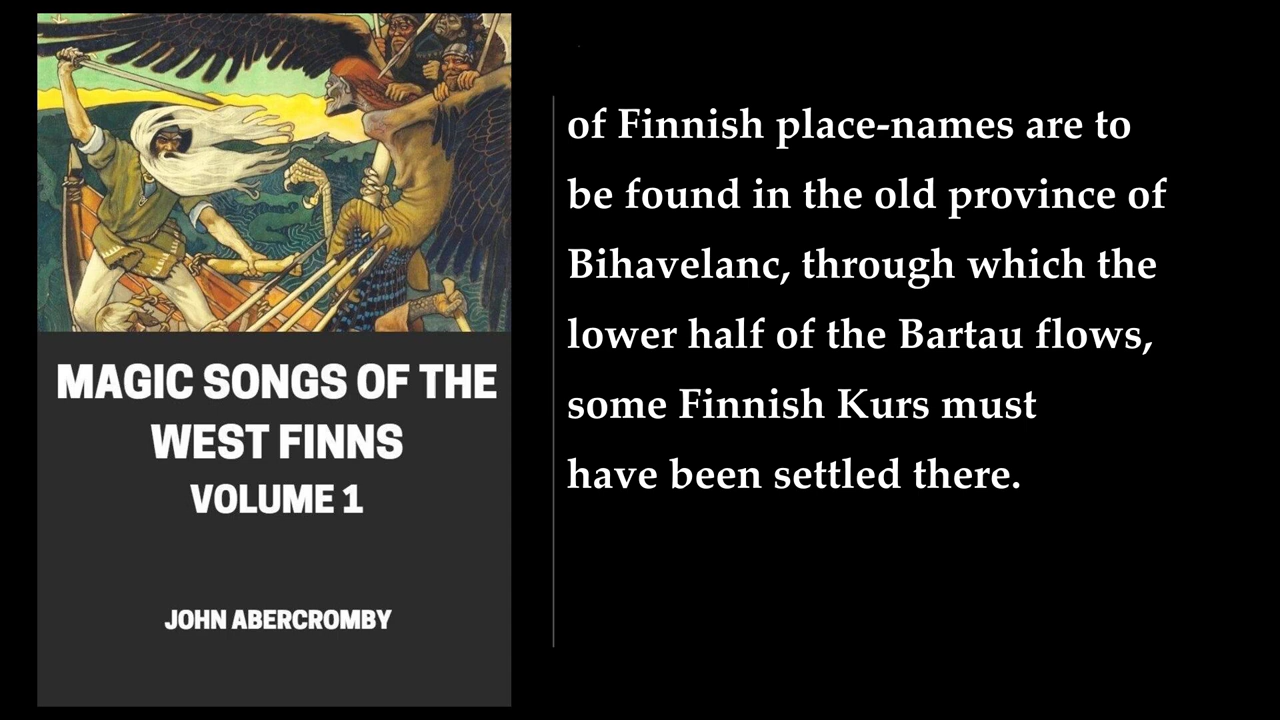 MAGIC SONGS OF THE
WEST FINNS
VOLUME 1
JOHN ABERCROMBY
of Finnish place-names are to
be found in the old province of
Bihavelanc, through which the
lower half of the Bartau flows,
some Finnish Kurs must
have been settled there.